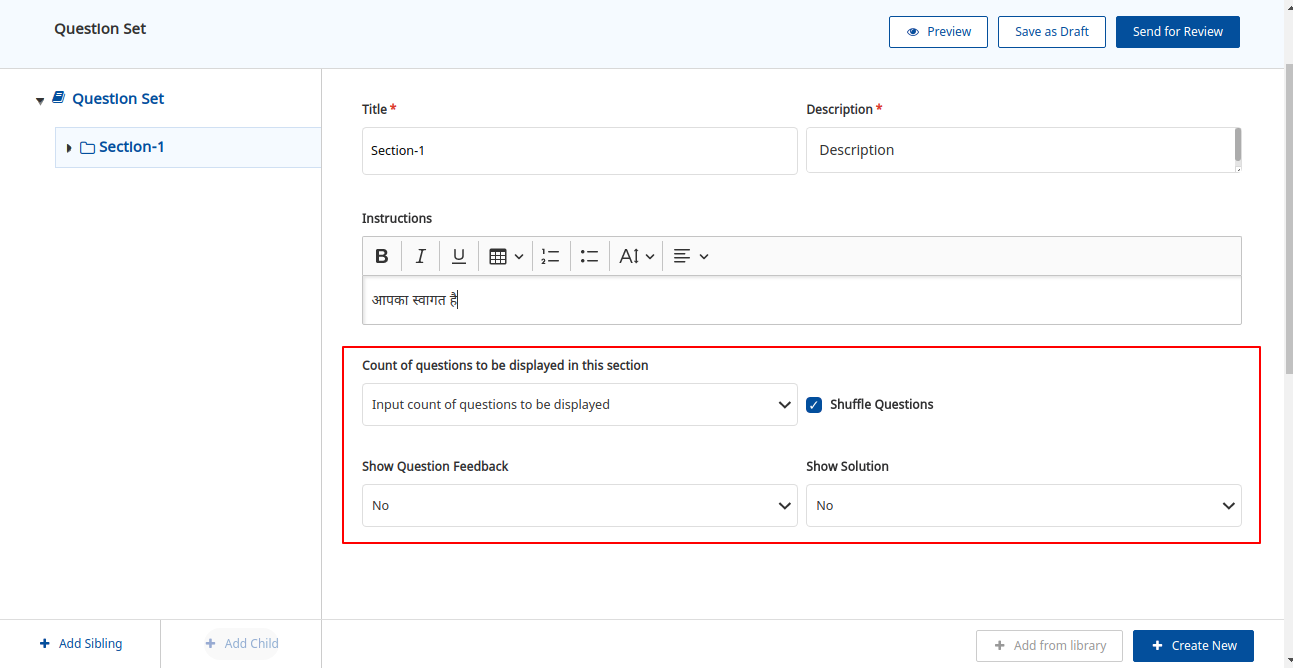 Question Set
Preview
Save as Draft
Send for Review
Question Set
Section-1
Title *
Description *
Section-1
Description
Instructions
B I U A
आपका स्वागत है
Count of questions to be displayed in this section
Input count of questions to be displayed
Shuffle Questions
Show Question Feedback
Show Solution
No
No
+ Add Sibling
+ Add Child
+ Add from library
+ Create New